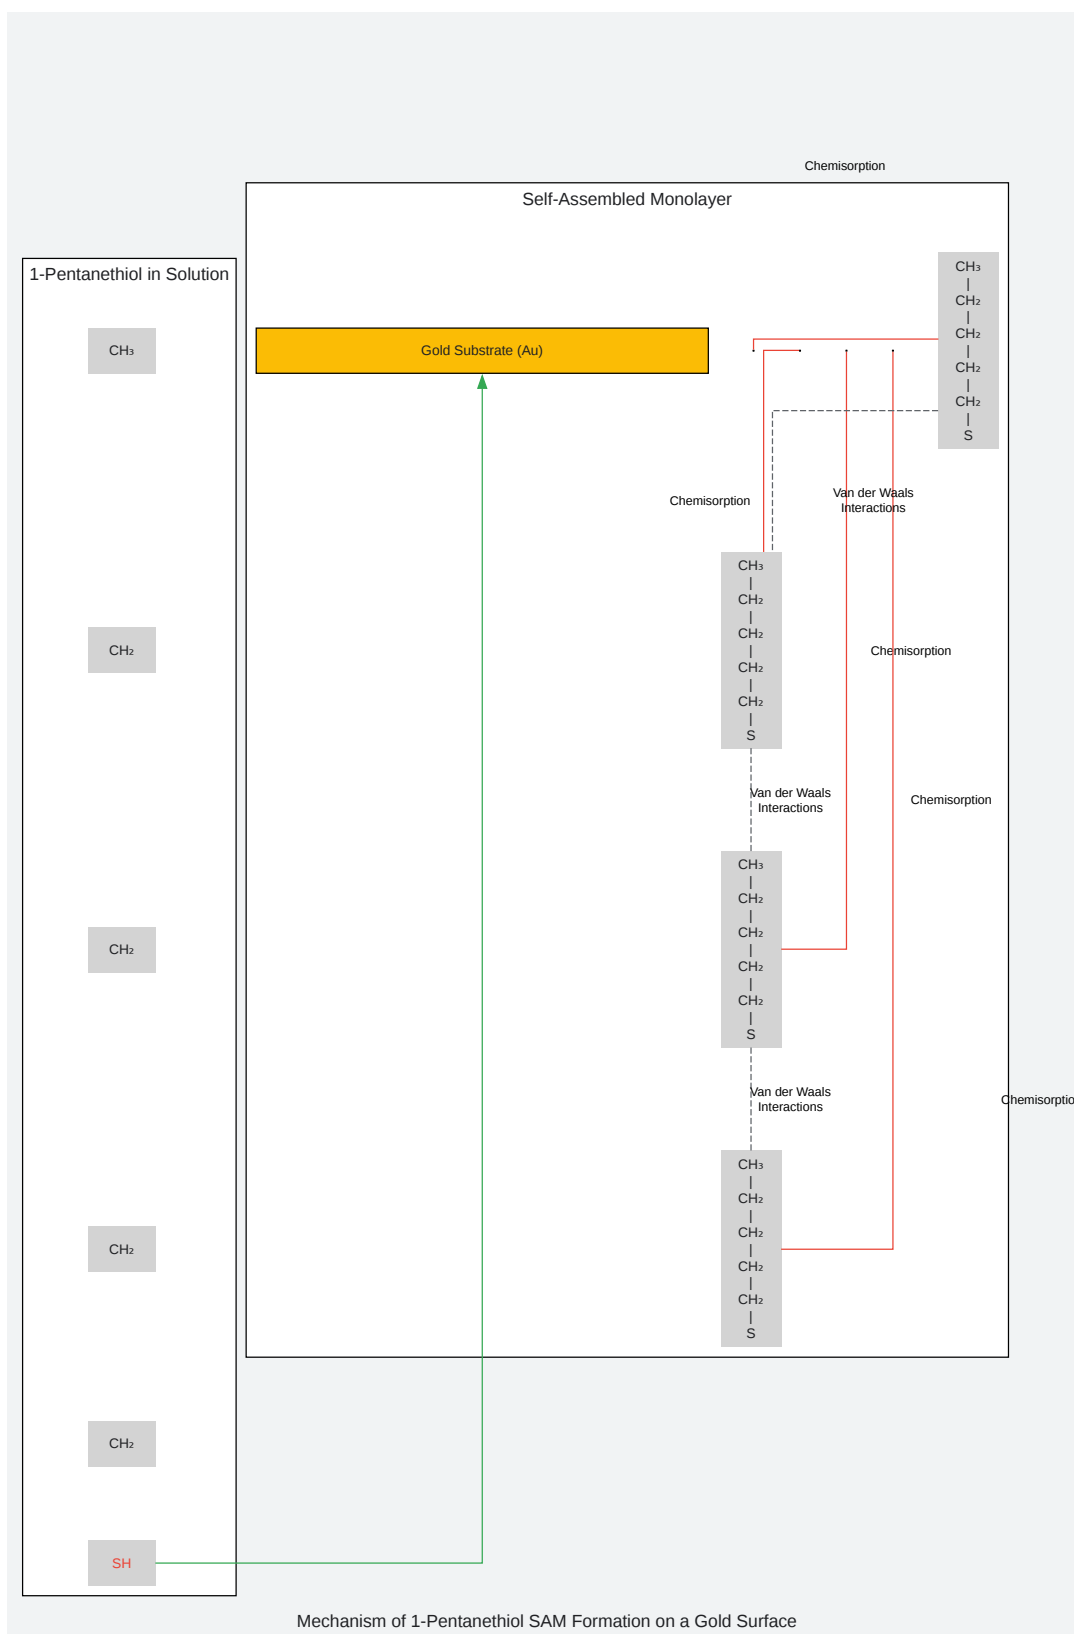 Chemisorption
Self-Assembled Monolayer
1-Pentanethiol in Solution
CH₃
Gold Substrate (Au)
CH₃
|
CH₂
|
CH₂
|
CH₂
|
CH₂
|
S
Chemisorption
Van der Waals
Interactions
CH₃
|
CH₂
|
CH₂
|
CH₂
|
CH₂
|
S
CH₂
Chemisorption
Van der Waals
Interactions
Chemisorption
CH₃
|
CH₂
|
CH₂
|
CH₂
|
CH₂
|
S
CH₂
Van der Waals
Interactions
Chemisorptio
CH₃
|
CH₂
|
CH₂
|
CH₂
|
CH₂
|
S
CH₂
CH₂
SH
Mechanism of 1-Pentanethiol SAM Formation on a Gold Surface